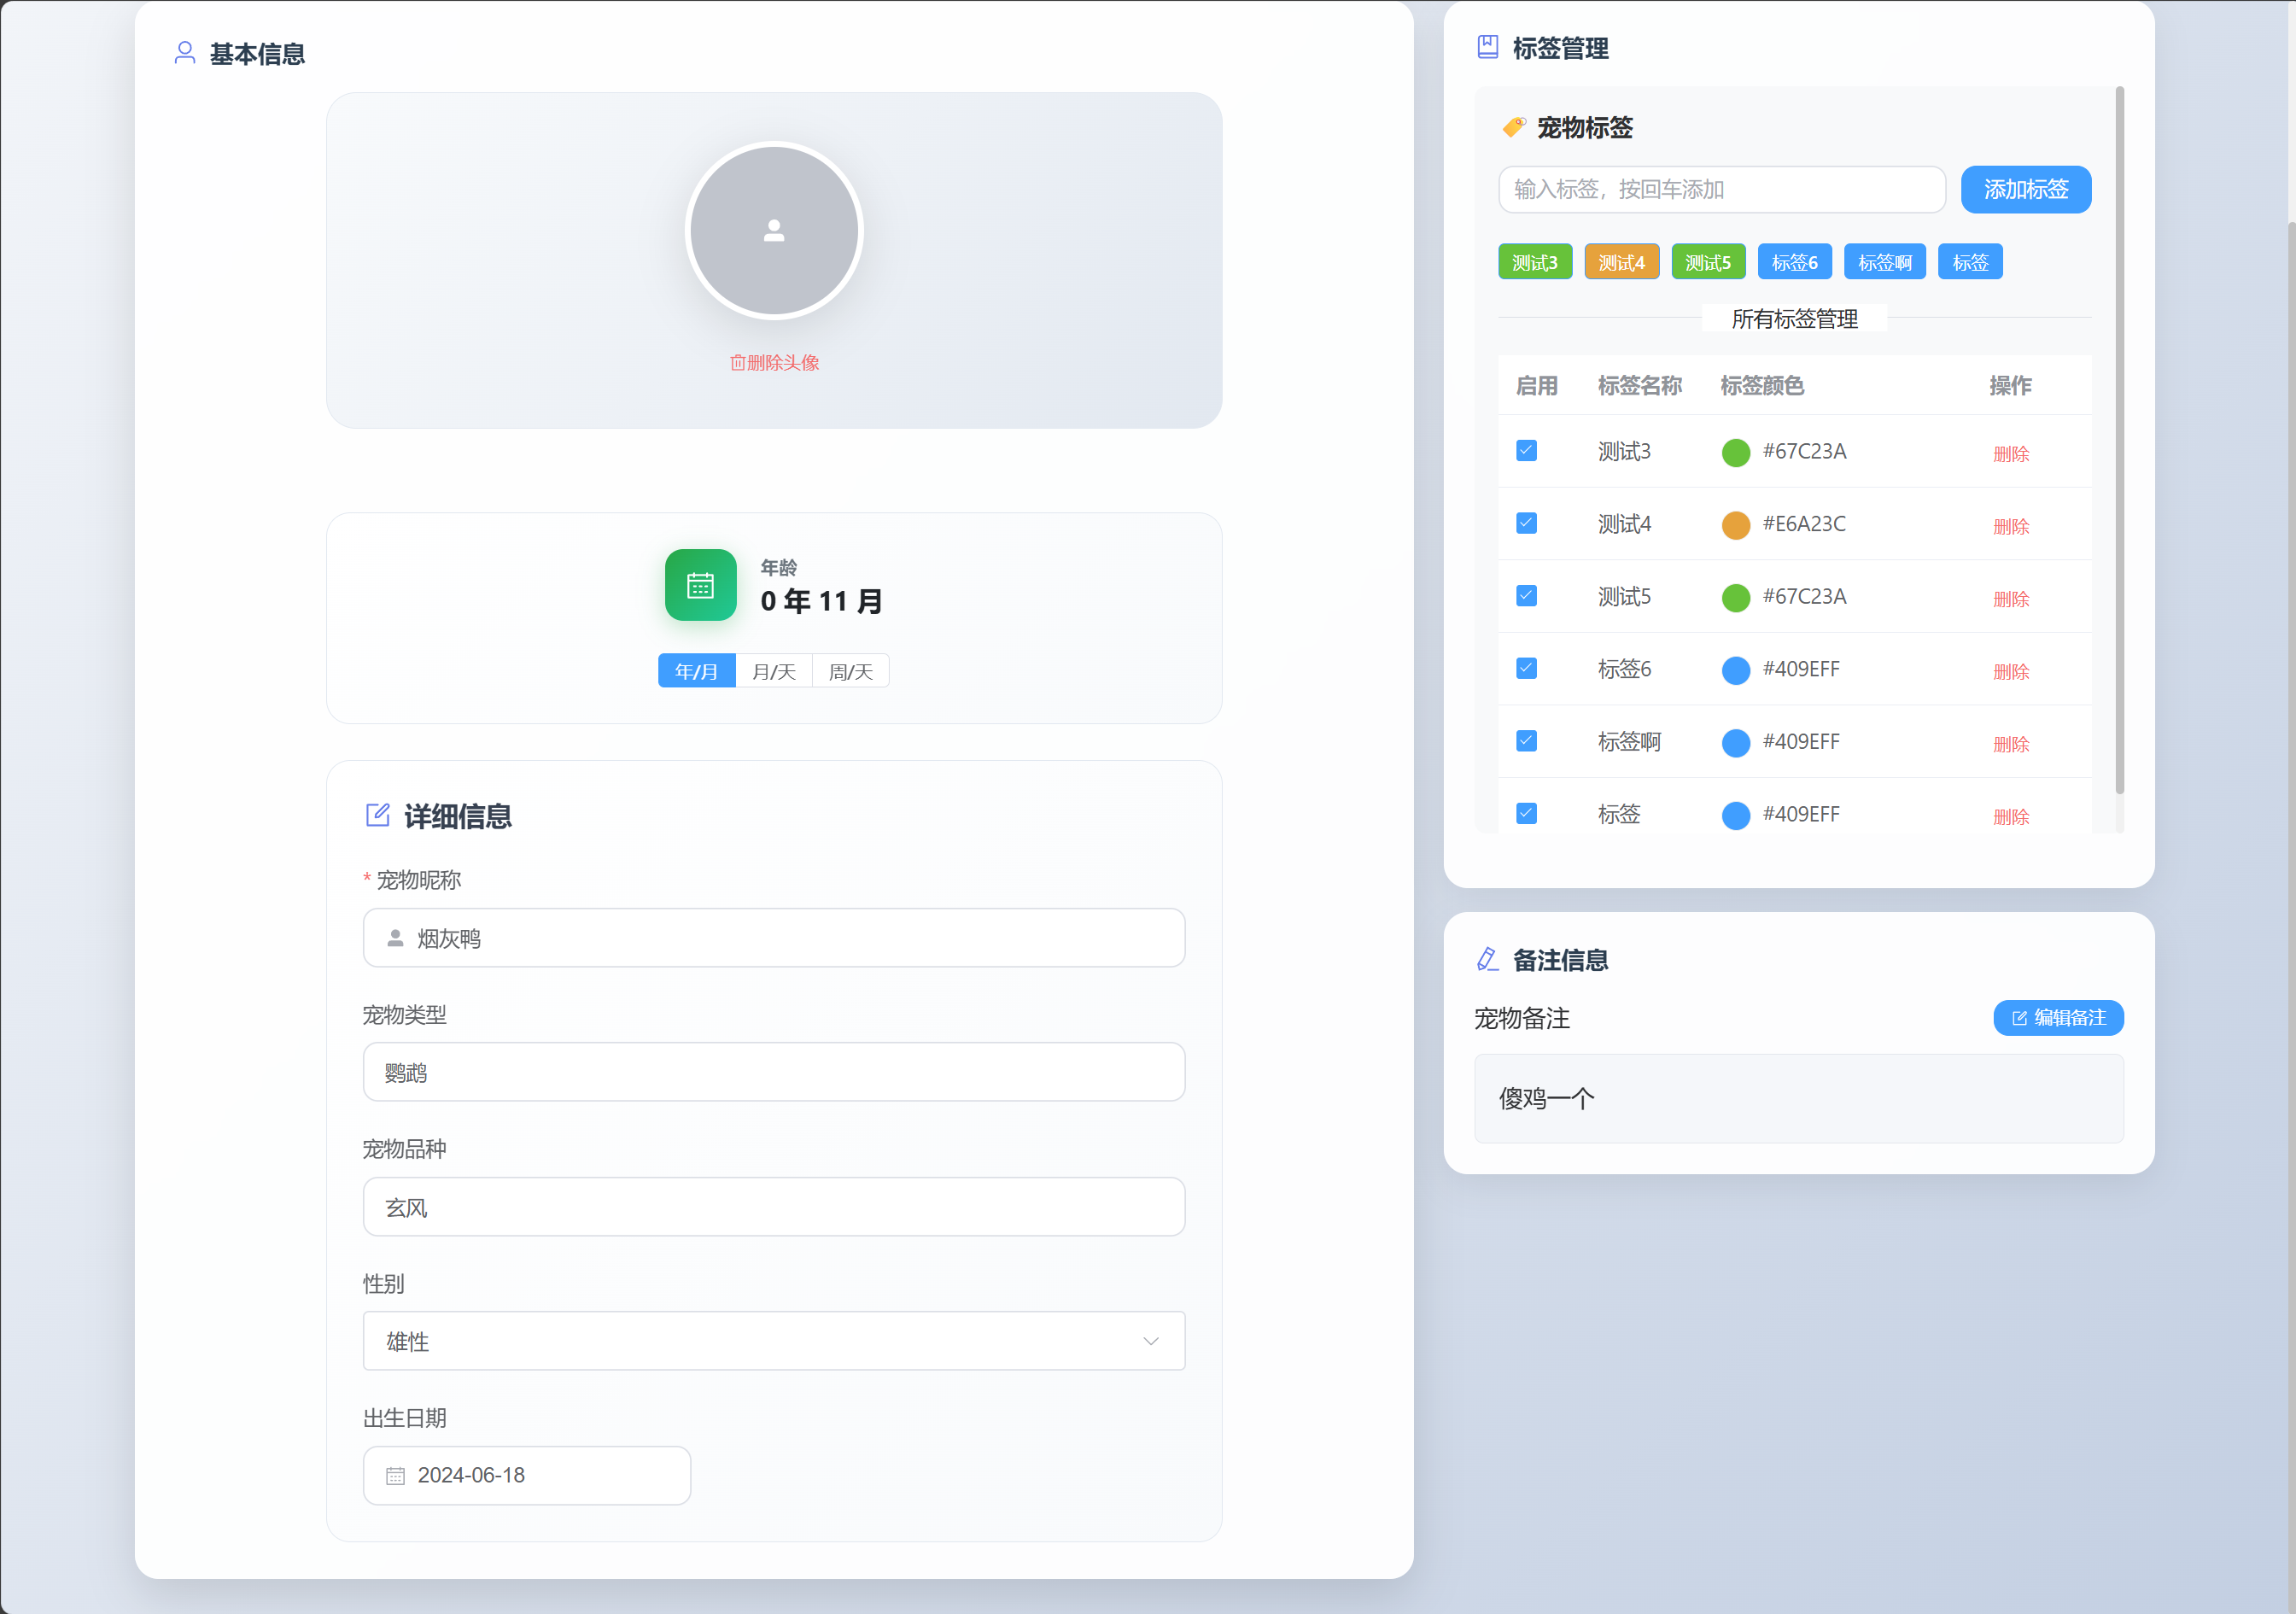 基本信息
删除头像
年龄
0 年 11 月
年/月 月/天 周/天
详细信息
* 宠物昵称
烟灰鸭
宠物类型
鹦鹉
宠物品种
玄风
性别
雄性
出生日期
2024-06-18
标签管理
宠物标签
输入标签，按回车添加 添加标签
测试3 测试4 测试5 标签6 标签啊 标签
所有标签管理
启用 标签名称 标签颜色 操作
测试3 #67C23A 删除
测试4 #E6A23C 删除
测试5 #67C23A 删除
标签6 #409EFF 删除
标签啊 #409EFF 删除
标签 #409EFF 删除
备注信息
宠物备注 编辑备注
傻鸡一个